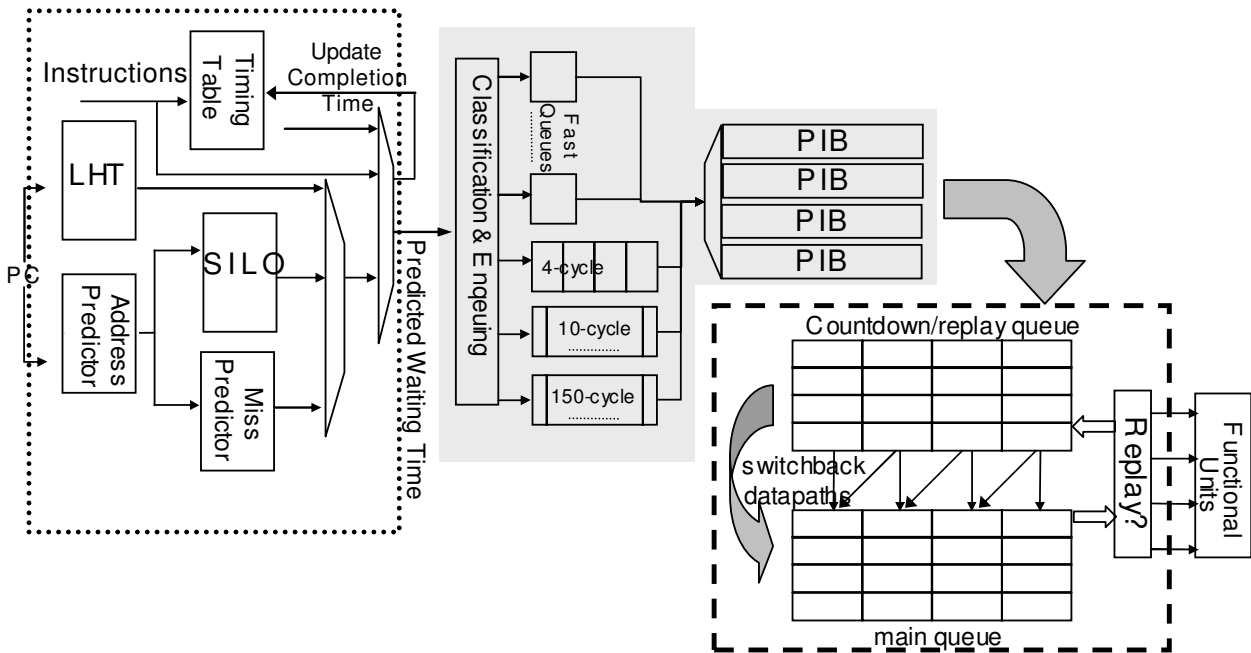 Instructions
Timing
Table
Update
Completion
Time
LHT
SILO
PC
Address
Predictor
Miss
Predictor
Predicted Waiting Time
Classification & Enqeuing
Fast
Queues
4-cycle
10-cycle
150-cycle
PIB
PIB
PIB
PIB
Countdown/replay queue
switchback
datapaths
main queue
Replay?
Functional
Units